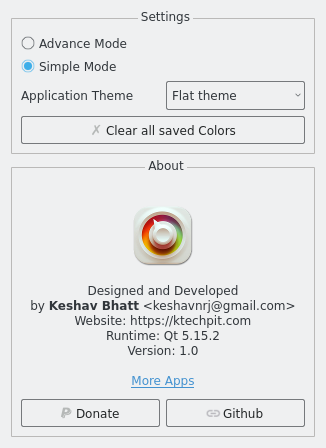 Settings
Advance Mode
Simple Mode
Application Theme
Flat theme
✗ Clear all saved Colors
About
Designed and Developed
by Keshav Bhatt <keshavnrj@gmail.com>
Website: https://ktechpit.com
Runtime: Qt 5.15.2
Version: 1.0
More Apps
Donate
Github